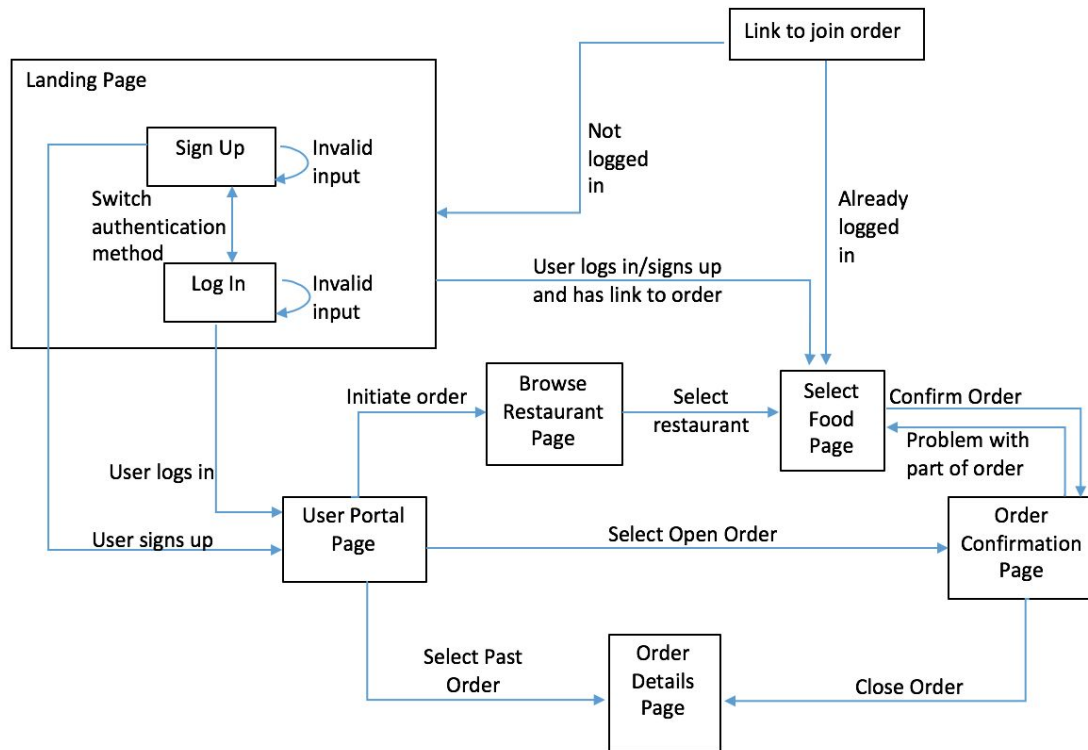 Link to join order
Landing Page
Sign Up
Invalid
input
Not
logged
in
Switch
authentication
method
Already
logged
in
Log In
Invalid
input
User logs in/signs up
and has link to order
Browse
Restaurant
Page
Initiate order
Select
restaurant
Select
Food
Page
Confirm Order
Problem with
part of order
User logs in
User signs up
User Portal
Page
Select Open Order
Order
Confirmation
Page
Select Past
Order
Order
Details
Page
Close Order